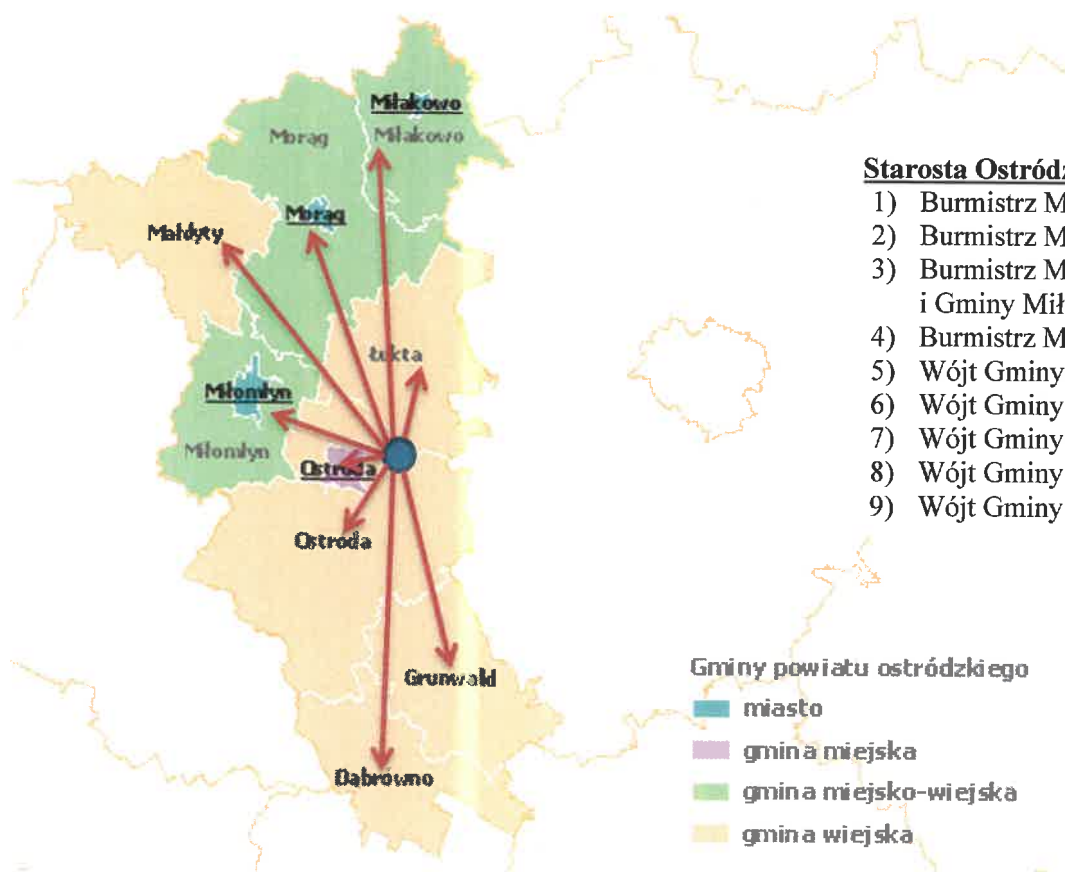 Miłakowo
Morąg
Miłakowo
Morąg
Małdyty
Łukta
Miłomłyn
Miłomłyn
Ostróda
Ostróda
Grunwald
Dąbrówno
Starosta Ostródz
1) Burmistrz M
2) Burmistrz M
3) Burmistrz M
i Gminy Mił
4) Burmistrz M
5) Wójt Gminy
6) Wójt Gminy
7) Wójt Gminy
8) Wójt Gminy
9) Wójt Gminy
Gminy powiatu ostródzkiego
miasto
gmina miejska
gmina miejsko-wiejska
gmina wiejska